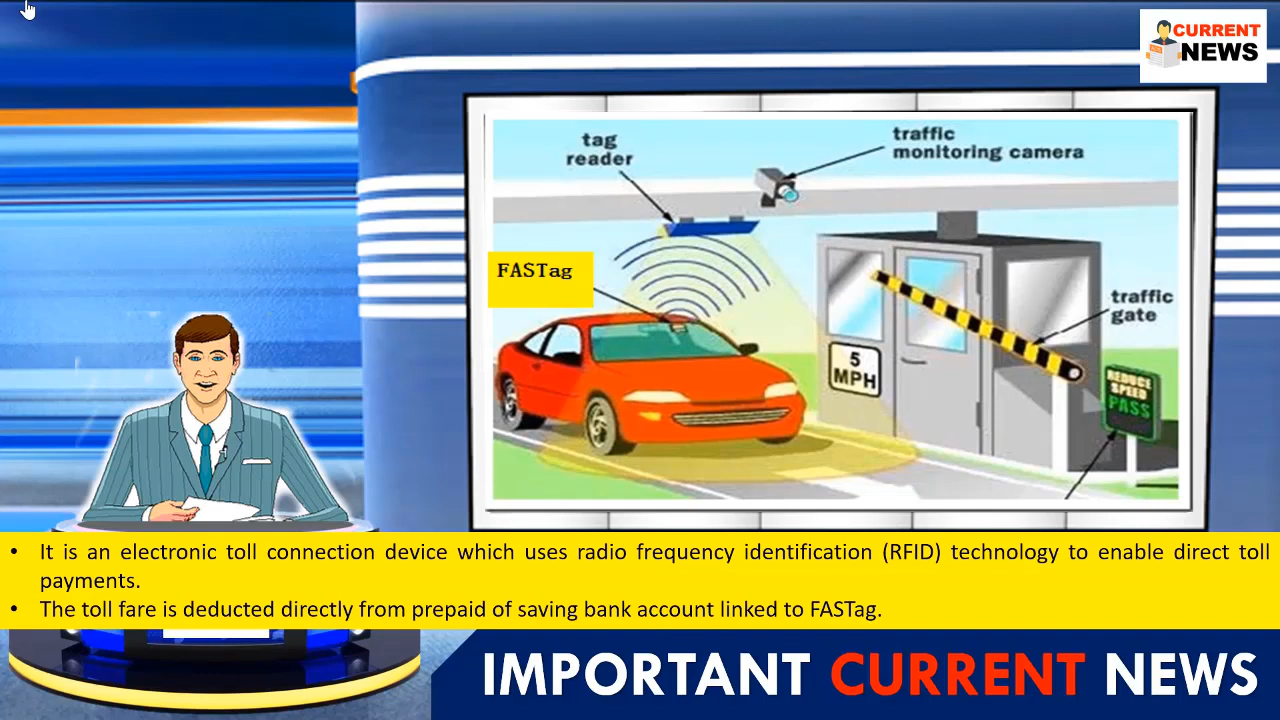 CURRENT
NEWS
tag
reader
traffic
monitoring camera
FASTag
traffic
gate
5
MPH
REDUCE
SPEED
PASS
• It is an electronic toll connection device which uses radio frequency identification (RFID) technology to enable direct toll
payments.
• The toll fare is deducted directly from prepaid of saving bank account linked to FASTag.
IMPORTANT CURRENT NEWS